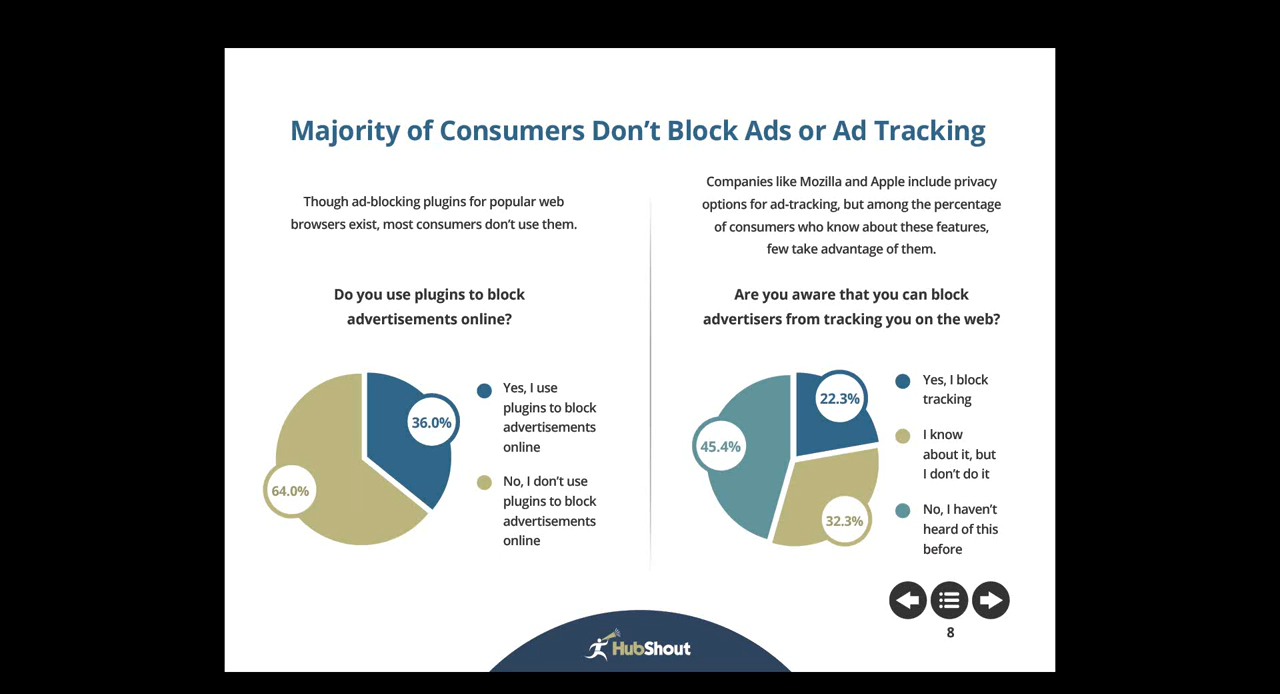 Majority of Consumers Don’t Block Ads or Ad Tracking
Though ad-blocking plugins for popular web
browsers exist, most consumers don’t use them.
Do you use plugins to block
advertisements online?
36.0%
64.0%
Yes, I use
plugins to block
advertisements
online
No, I don’t use
plugins to block
advertisements
online
Companies like Mozilla and Apple include privacy
options for ad-tracking, but among the percentage
of consumers who know about these features,
few take advantage of them.
Are you aware that you can block
advertisers from tracking you on the web?
22.3%
45.4%
32.3%
Yes, I block
tracking
I know
about it, but
I don’t do it
No, I haven’t
heard of this
before
8
HubShout